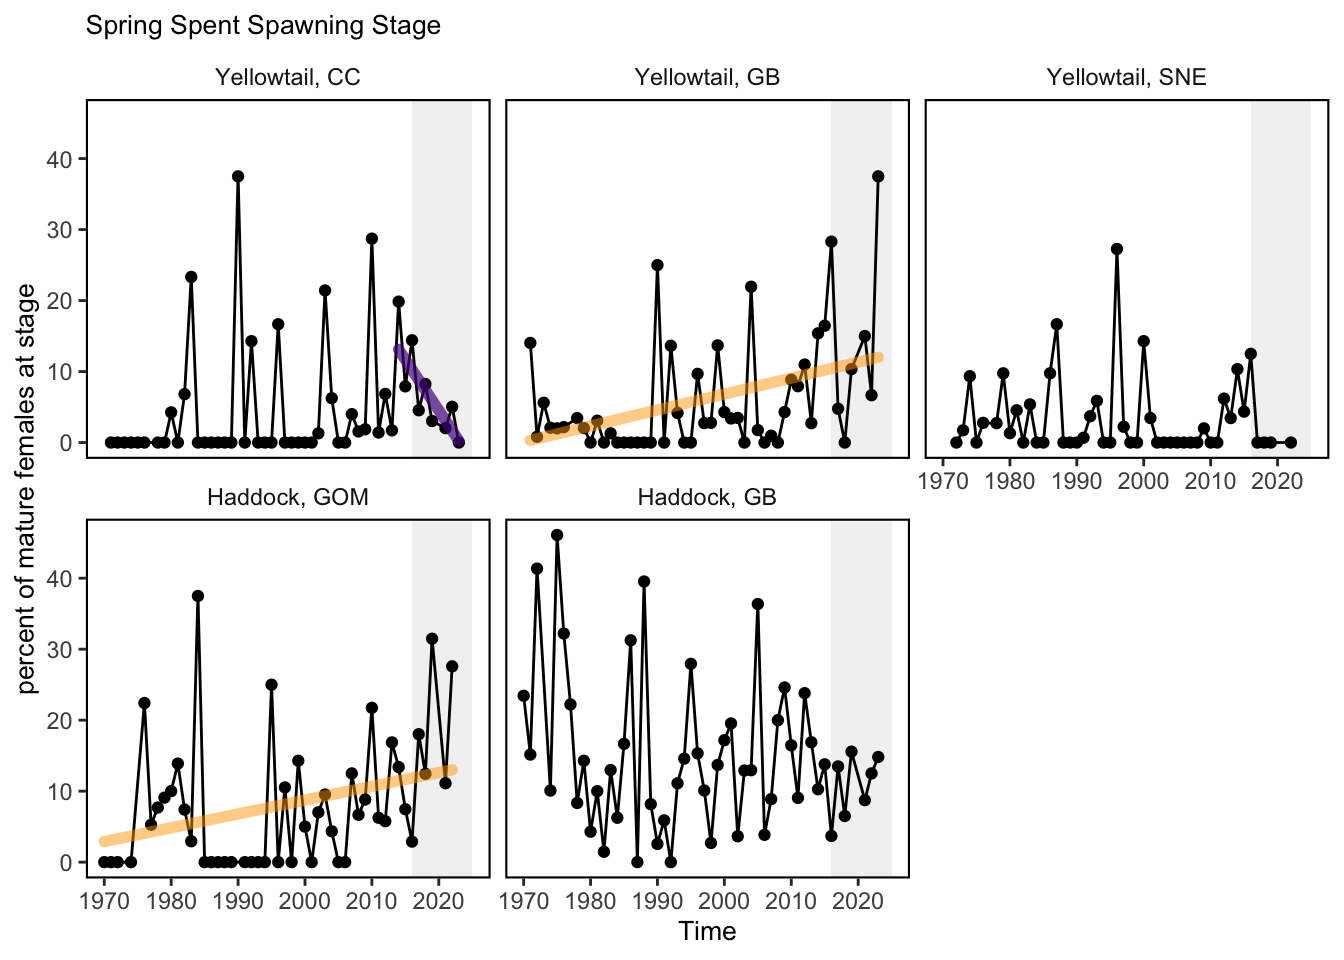 Spring Spent Spawning Stage
Yellowtail, CC
Yellowtail, GB
Yellowtail, SNE
percent of mature females at stage
40
30
20
10
0
1970 1980 1990 2000 2010 2020
Haddock, GOM
Haddock, GB
40
30
20
10
0
1970 1980 1990 2000 2010 2020
1970 1980 1990 2000 2010 2020
Time